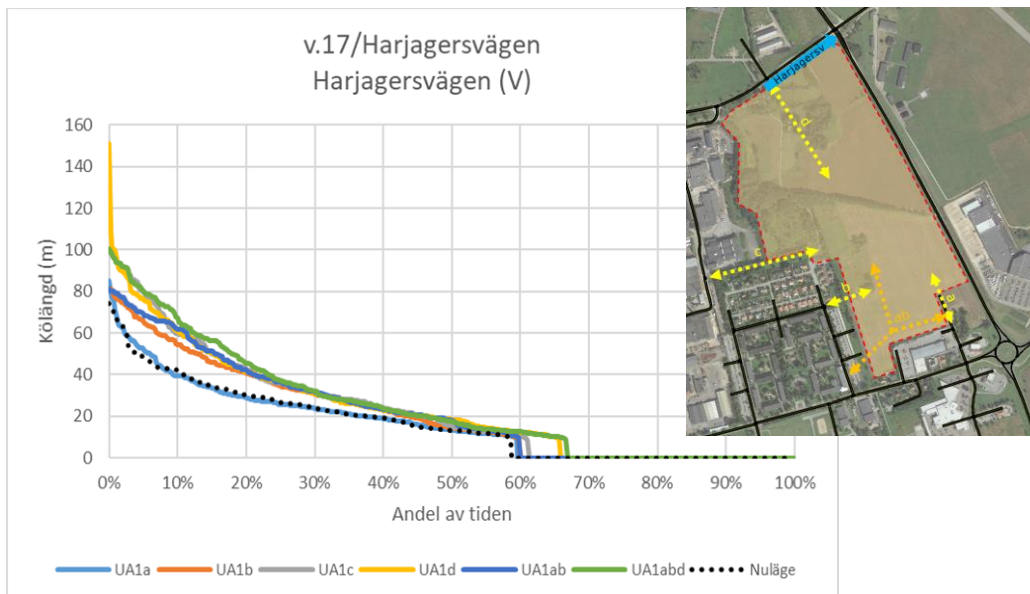 v.17/Harjagersvägen
Harjagersvägen (V)
Kölängd (m)
160
140
120
100
80
60
40
20
0
0% 10% 20% 30% 40% 50% 60% 70% 80% 90% 100%
Andel av tiden
UA1a UA1b UA1c UA1d UA1ab UA1abd Nuläge
Harjagersv
d
c
b
ab
a